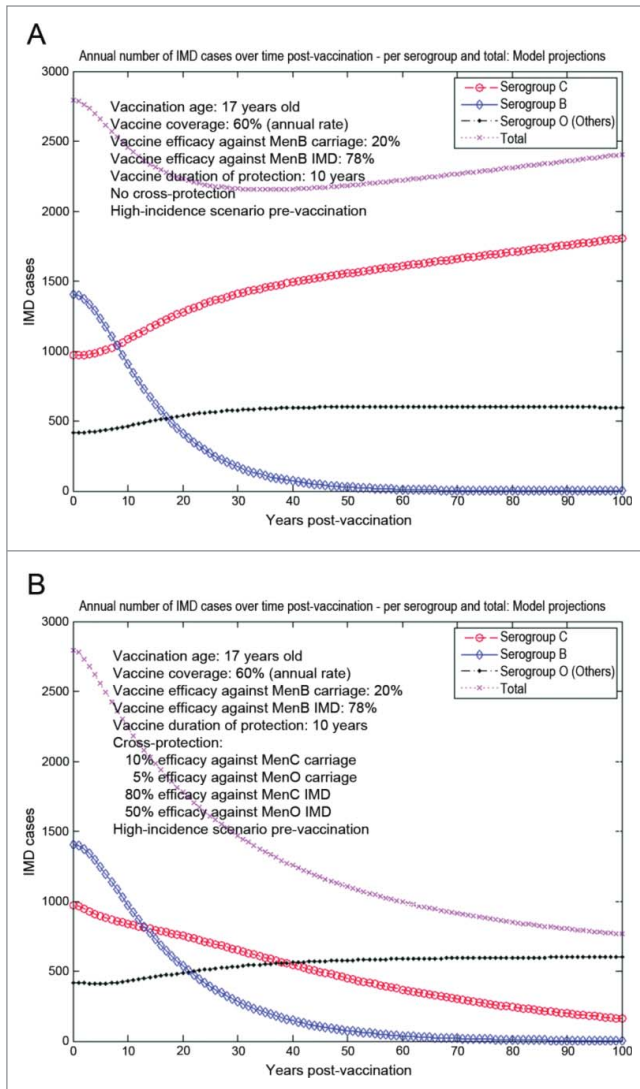 A
Annual number of IMD cases over time post-vaccination - per serogroup and total: Model projections
3000
2500
2000
1500
1000
500
0
IMD cases
Vaccination age: 17 years old
Vaccine coverage: 60% (annual rate)
Vaccine efficacy against MenB carriage: 20%
Vaccine efficacy against MenB IMD: 78%
Vaccine duration of protection: 10 years
No cross-protection
High-incidence scenario pre-vaccination
Serogroup C
Serogroup B
Serogroup O (Others)
Total
0 10 20 30 40 50 60 70 80 90 100
Years post-vaccination
B
Annual number of IMD cases over time post-vaccination - per serogroup and total: Model projections
3000
2500
2000
1500
1000
500
0
IMD cases
Vaccination age: 17 years old
Vaccine coverage: 60% (annual rate)
Vaccine efficacy against MenB carriage: 20%
Vaccine efficacy against MenB IMD: 78%
Vaccine duration of protection: 10 years
Cross-protection:
10% efficacy against MenC carriage
5% efficacy against MenO carriage
80% efficacy against MenC IMD
50% efficacy against MenO IMD
High-incidence scenario pre-vaccination
Serogroup C
Serogroup B
Serogroup O (Others)
Total
0 10 20 30 40 50 60 70 80 90 100
Years post-vaccination